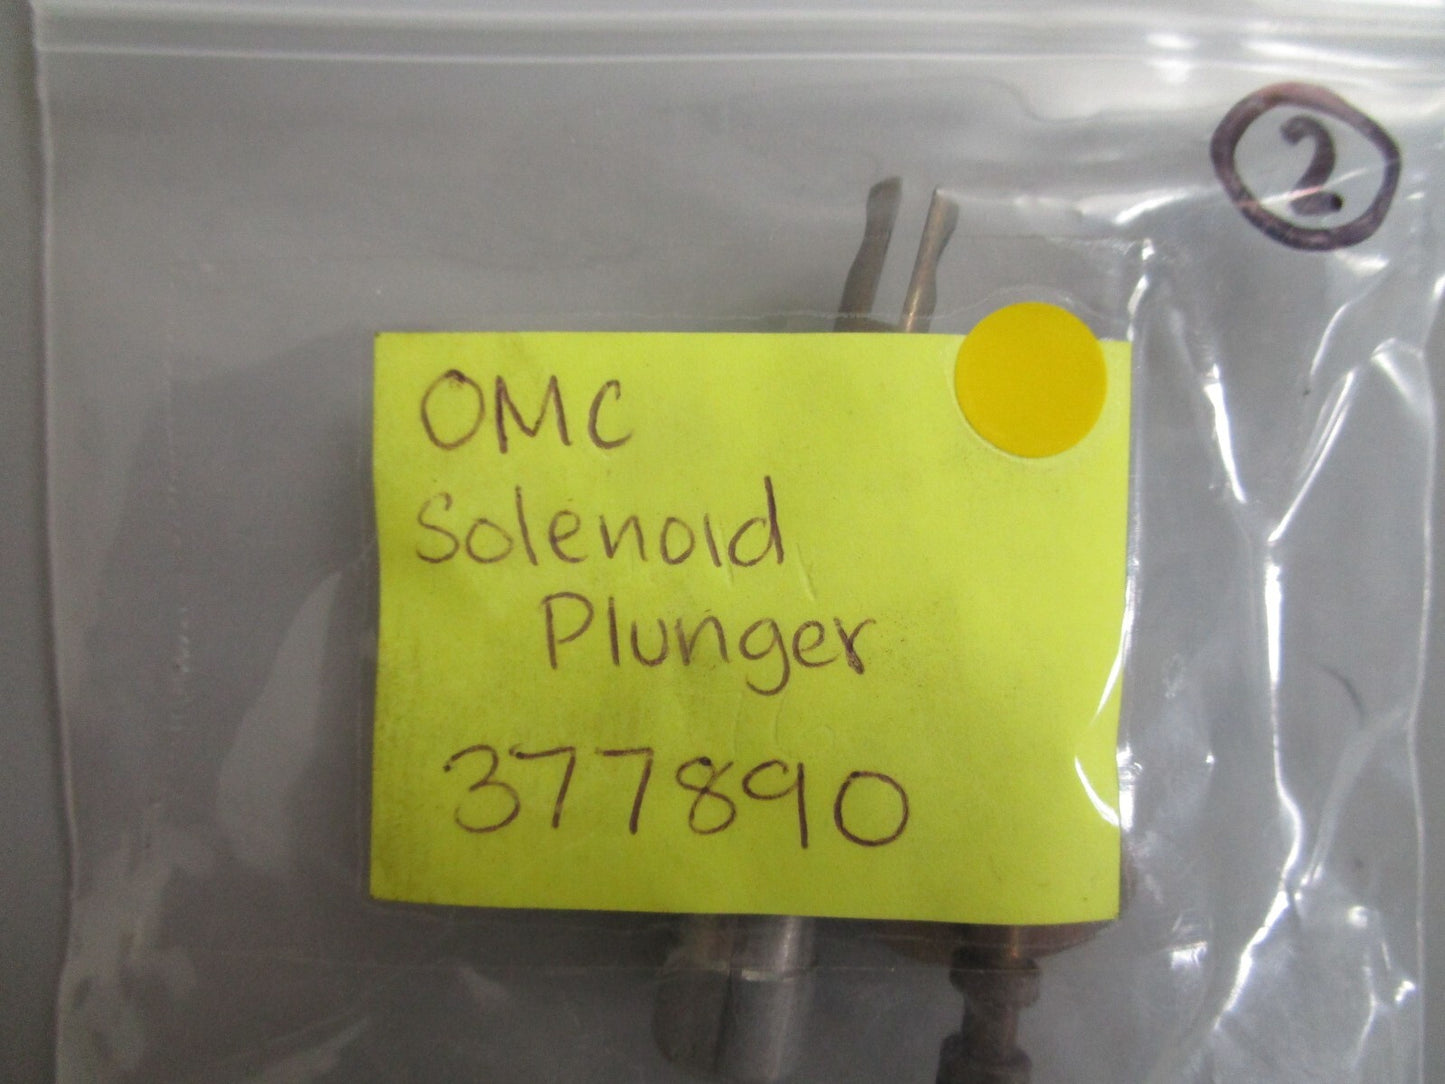 2
OMC
Solenoid
Plunger
377890